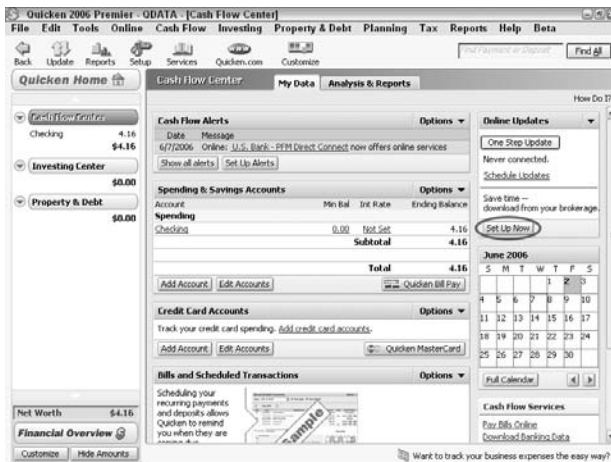 Quicken 2006 Premier - QDATA - [Cash Flow Center]
File Edit Tools Online Cash Flow Investing Property & Debt Planning Tax Reports Help Beta
Back Update Reports Setup Services Quicken.com Customize
Find Payment or Deposit Find All
Quicken Home
Cash Flow Center
Checking 4.16
$4.16
Investing Center
$0.00
Property & Debt
$0.00
Net Worth $4.16
Financial Overview
Customize Hide Amounts
Cash Flow Center My Data Analysis & Reports
How Do I?
Cash Flow Alerts Options
Date Message
6/7/2006 Online: U.S. Bank - PFM Direct Connect now offers online services
Show all alerts Set Up Alerts
Spending & Savings Accounts Options
Account Min Bal Int Rate Ending Balance
Spending
Checking 0.00 Not Set 4.16
Subtotal 4.16
Total 4.16
Add Account Edit Accounts Quicken Bill Pay
Credit Card Accounts Options
Track your credit card spending. Add credit card accounts.
Add Account Edit Accounts Quicken MasterCard
Bills and Scheduled Transactions Options
Scheduling your
recurring payments
and deposits allows
Quicken to remind
you when they are
Sample
Online Updates
One Step Update
Never connected.
Schedule Updates
Save time --
download from your brokerage.
Set Up Now
June 2006
S M T W T F S
1 2 3
4 5 6 7 8 9 10
11 12 13 14 15 16 17
18 19 20 21 22 23 24
25 26 27 28 29 30
Full Calendar
Cash Flow Services
Pay Bills Online
Download Banking Data
Want to track your business expenses the easy way?